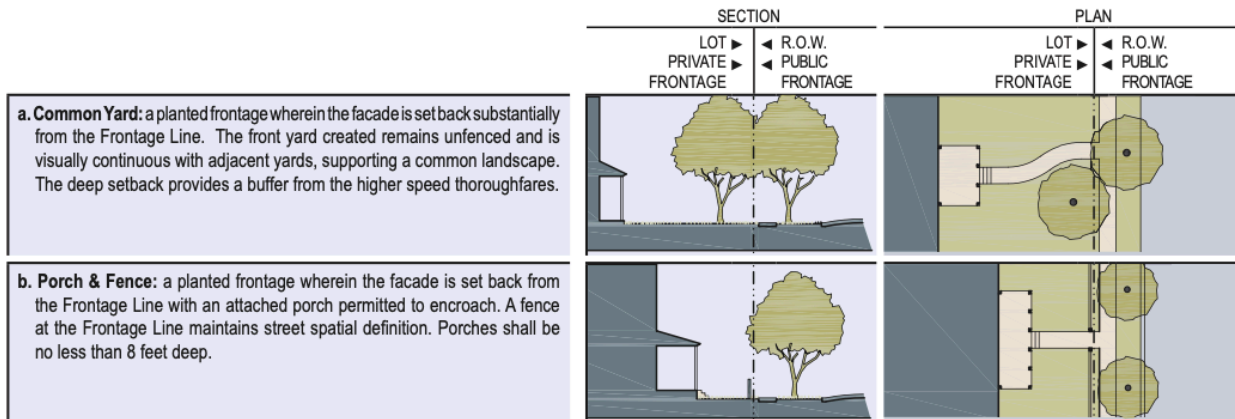 SECTION
PLAN
LOT ► ◄ R.O.W.
PRIVATE ► ◄ PUBLIC
FRONTAGE FRONTAGE
LOT ► ◄ R.O.W.
PRIVATE ► ◄ PUBLIC
FRONTAGE FRONTAGE
a. Common Yard: a planted frontage wherein the facade is set back substantially
from the Frontage Line. The front yard created remains unfenced and is
visually continuous with adjacent yards, supporting a common landscape.
The deep setback provides a buffer from the higher speed thoroughfares.
b. Porch & Fence: a planted frontage wherein the facade is set back from
the Frontage Line with an attached porch permitted to encroach. A fence
at the Frontage Line maintains street spatial definition. Porches shall be
no less than 8 feet deep.